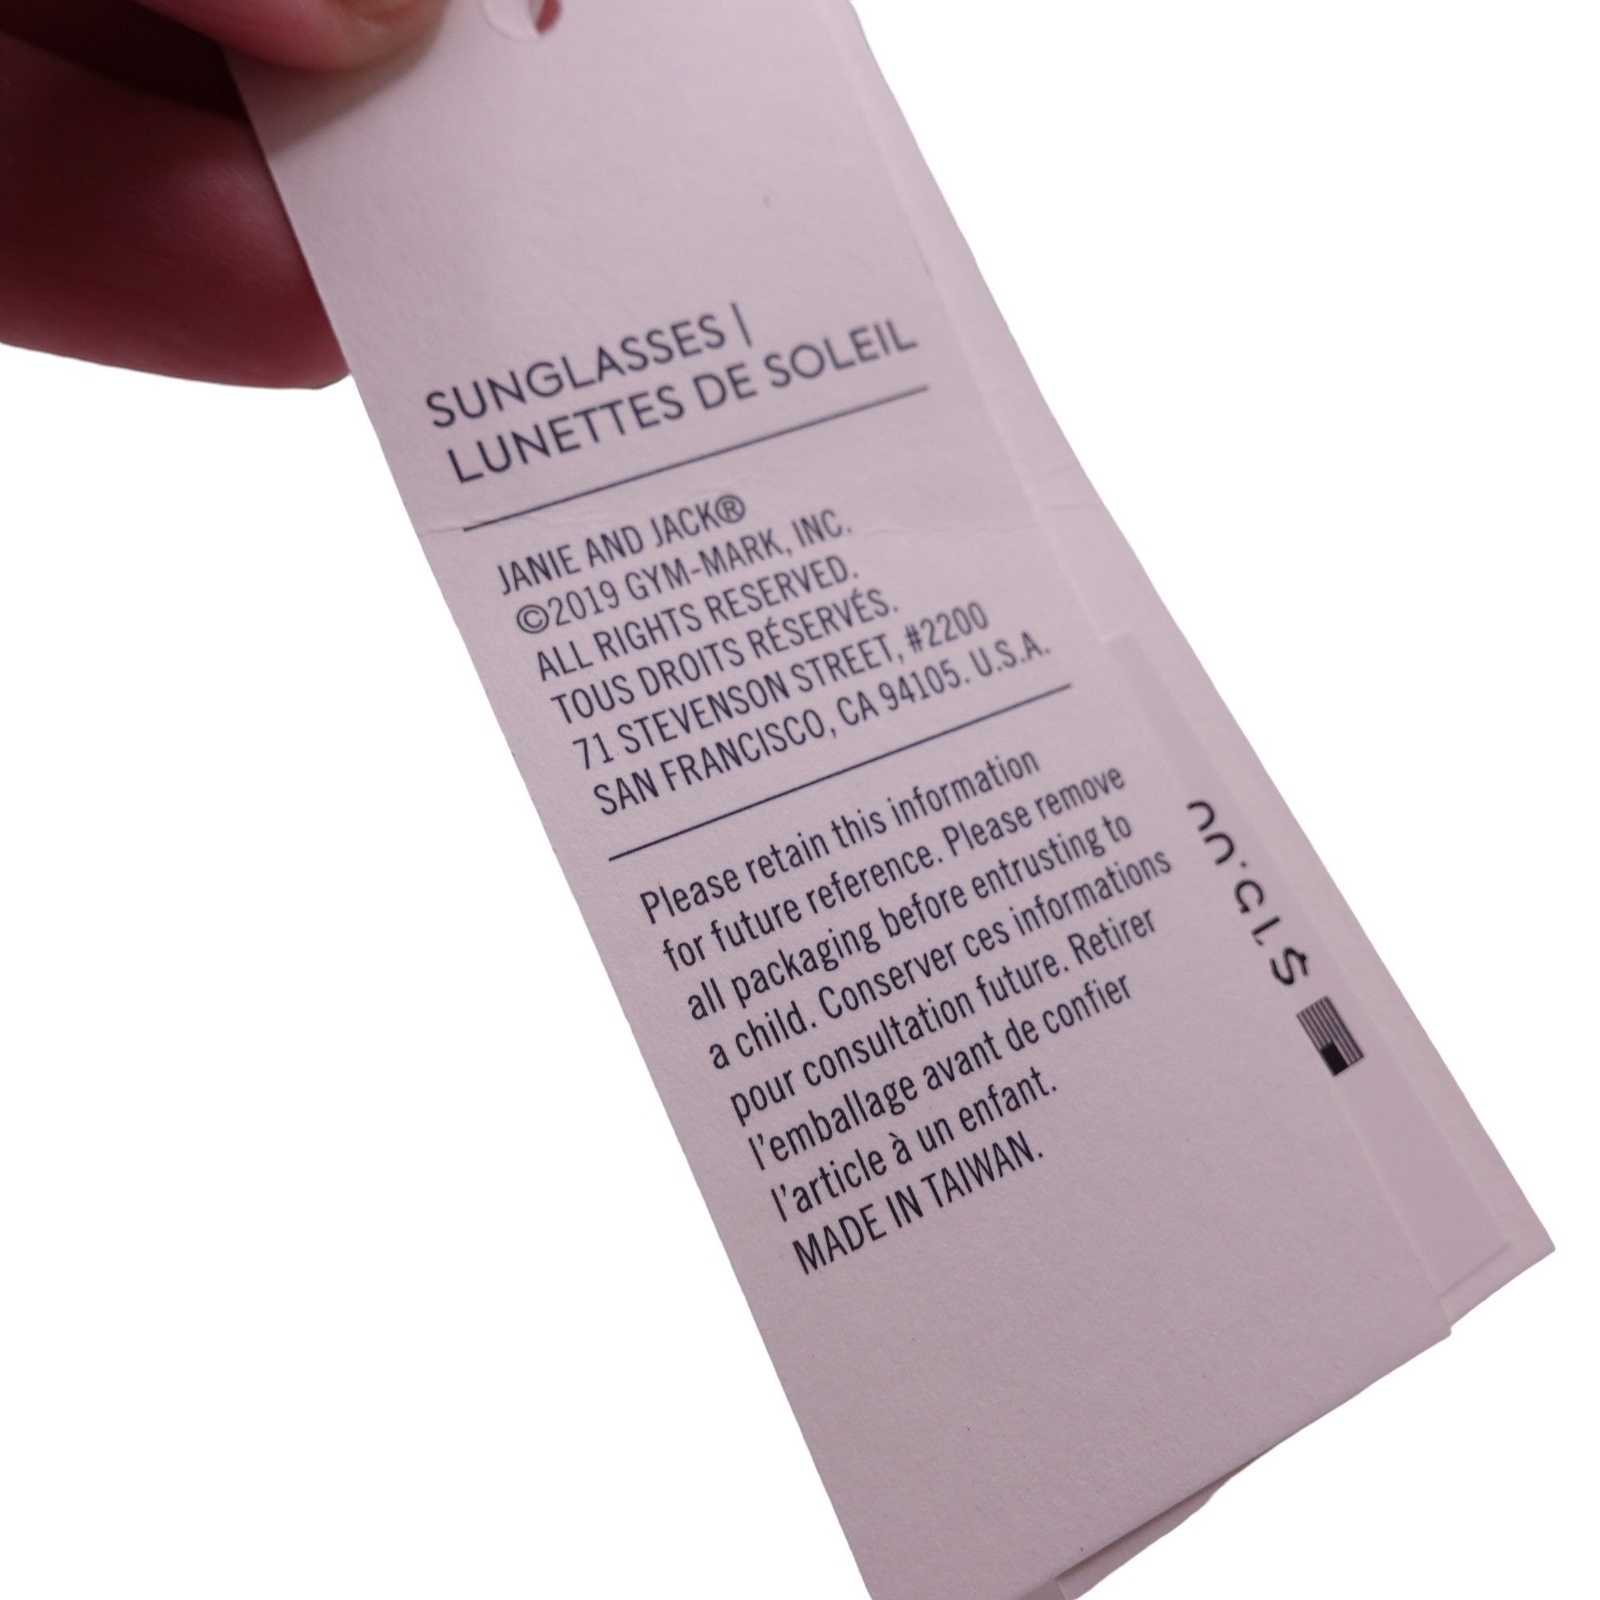 SUNGLASSES |
LUNETTES DE SOLEIL
JANIE AND JACK®
©2019 GYM-MARK, INC.
ALL RIGHTS RESERVED.
TOUS DROITS RÉSERVÉS.
71 STEVENSON STREET, #2200
SAN FRANCISCO, CA 94105. U.S.A.
Please retain this information
for future reference. Please remove
all packaging before entrusting to
a child. Conserver ces informations
pour consultation future. Retirer
l'emballage avant de confier
l'article à un enfant.
MADE IN TAIWAN.